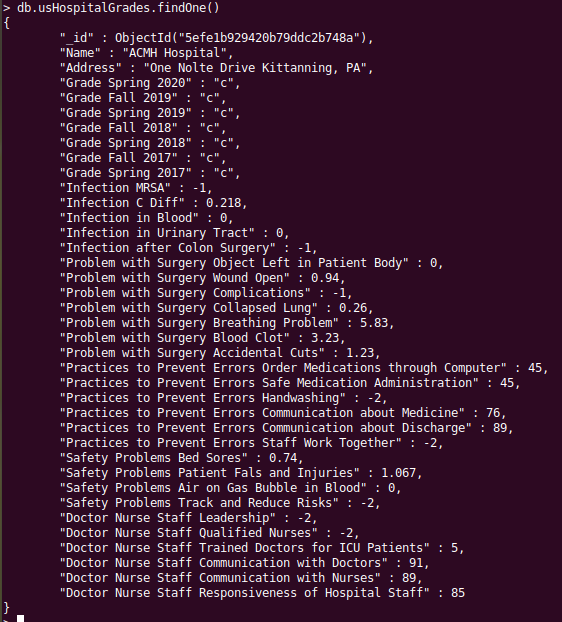 > db.usHospitalGrades.findOne()
{
"_id" : ObjectId("5efe1b929420b79ddc2b748a"),
"Name" : "ACMH Hospital",
"Address" : "One Nolte Drive Kittanning, PA",
"Grade Spring 2020" : "c",
"Grade Fall 2019" : "c",
"Grade Spring 2019" : "c",
"Grade Fall 2018" : "c",
"Grade Spring 2018" : "c",
"Grade Fall 2017" : "c",
"Grade Spring 2017" : "c",
"Infection MRSA" : -1,
"Infection C Diff" : 0.218,
"Infection in Blood" : 0,
"Infection in Urinary Tract" : 0,
"Infection after Colon Surgery" : -1,
"Problem with Surgery Object Left in Patient Body" : 0,
"Problem with Surgery Wound Open" : 0.94,
"Problem with Surgery Complications" : -1,
"Problem with Surgery Collapsed Lung" : 0.26,
"Problem with Surgery Breathing Problem" : 5.83,
"Problem with Surgery Blood Clot" : 3.23,
"Problem with Surgery Accidental Cuts" : 1.23,
"Practices to Prevent Errors Order Medications through Computer" : 45,
"Practices to Prevent Errors Safe Medication Administration" : 45,
"Practices to Prevent Errors Handwashing" : -2,
"Practices to Prevent Errors Communication about Medicine" : 76,
"Practices to Prevent Errors Communication about Discharge" : 89,
"Practices to Prevent Errors Staff Work Together" : -2,
"Safety Problems Bed Sores" : 0.74,
"Safety Problems Patient Fals and Injuries" : 1.067,
"Safety Problems Air on Gas Bubble in Blood" : 0,
"Safety Problems Track and Reduce Risks" : -2,
"Doctor Nurse Staff Leadership" : -2,
"Doctor Nurse Staff Qualified Nurses" : -2,
"Doctor Nurse Staff Trained Doctors for ICU Patients" : 5,
"Doctor Nurse Staff Communication with Doctors" : 91,
"Doctor Nurse Staff Communication with Nurses" : 89,
"Doctor Nurse Staff Responsiveness of Hospital Staff" : 85
}
>